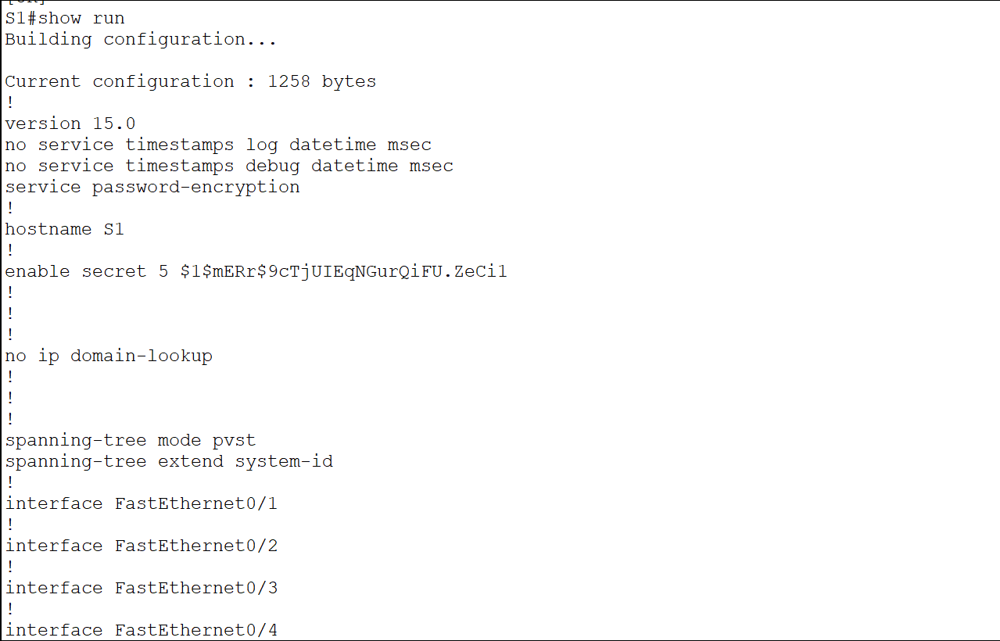 S1#show run
Building configuration...
Current configuration : 1258 bytes
!
version 15.0
no service timestamps log datetime msec
no service timestamps debug datetime msec
service password-encryption
!
hostname S1
!
enable secret 5 $1$mERr$9cTjUIEqNGurQiFU.ZeCi1
!
!
!
no ip domain-lookup
!
!
!
spanning-tree mode pvst
spanning-tree extend system-id
!
interface FastEthernet0/1
!
interface FastEthernet0/2
!
interface FastEthernet0/3
!
interface FastEthernet0/4